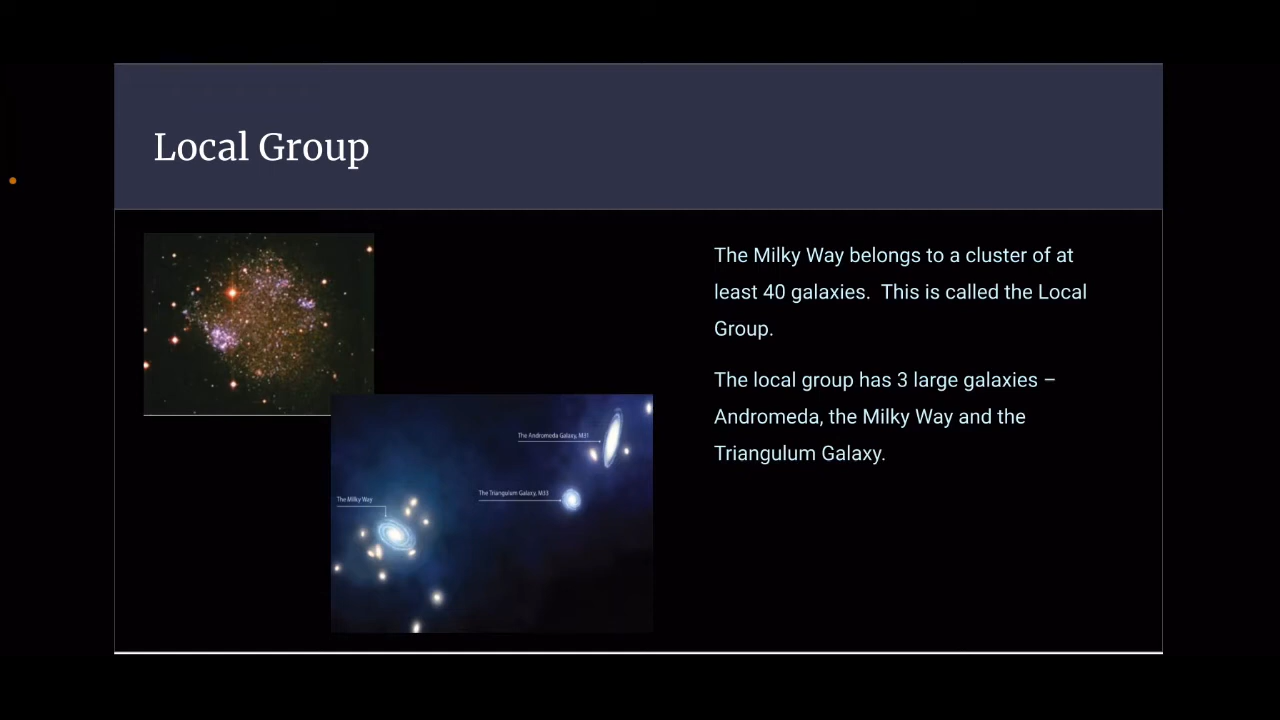 Local Group
The Milky Way belongs to a cluster of at
least 40 galaxies.  This is called the Local
Group.
The local group has 3 large galaxies –
Andromeda, the Milky Way and the
Triangulum Galaxy.
The Andromeda Galaxy, M31
The Triangulum Galaxy, M33
The Milky Way